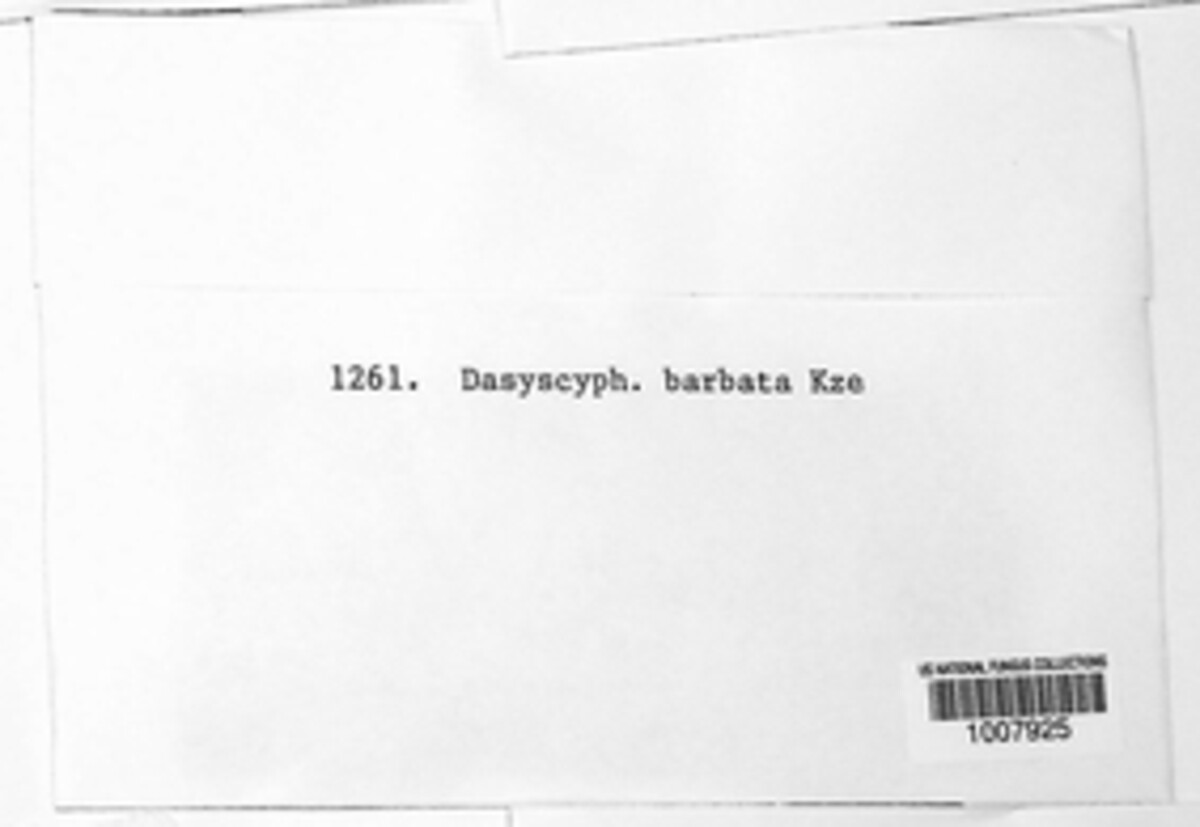 1261. Dasyscyph. barbata Kze
US NATIONAL FUNGUS COLLECTIONS
1007925